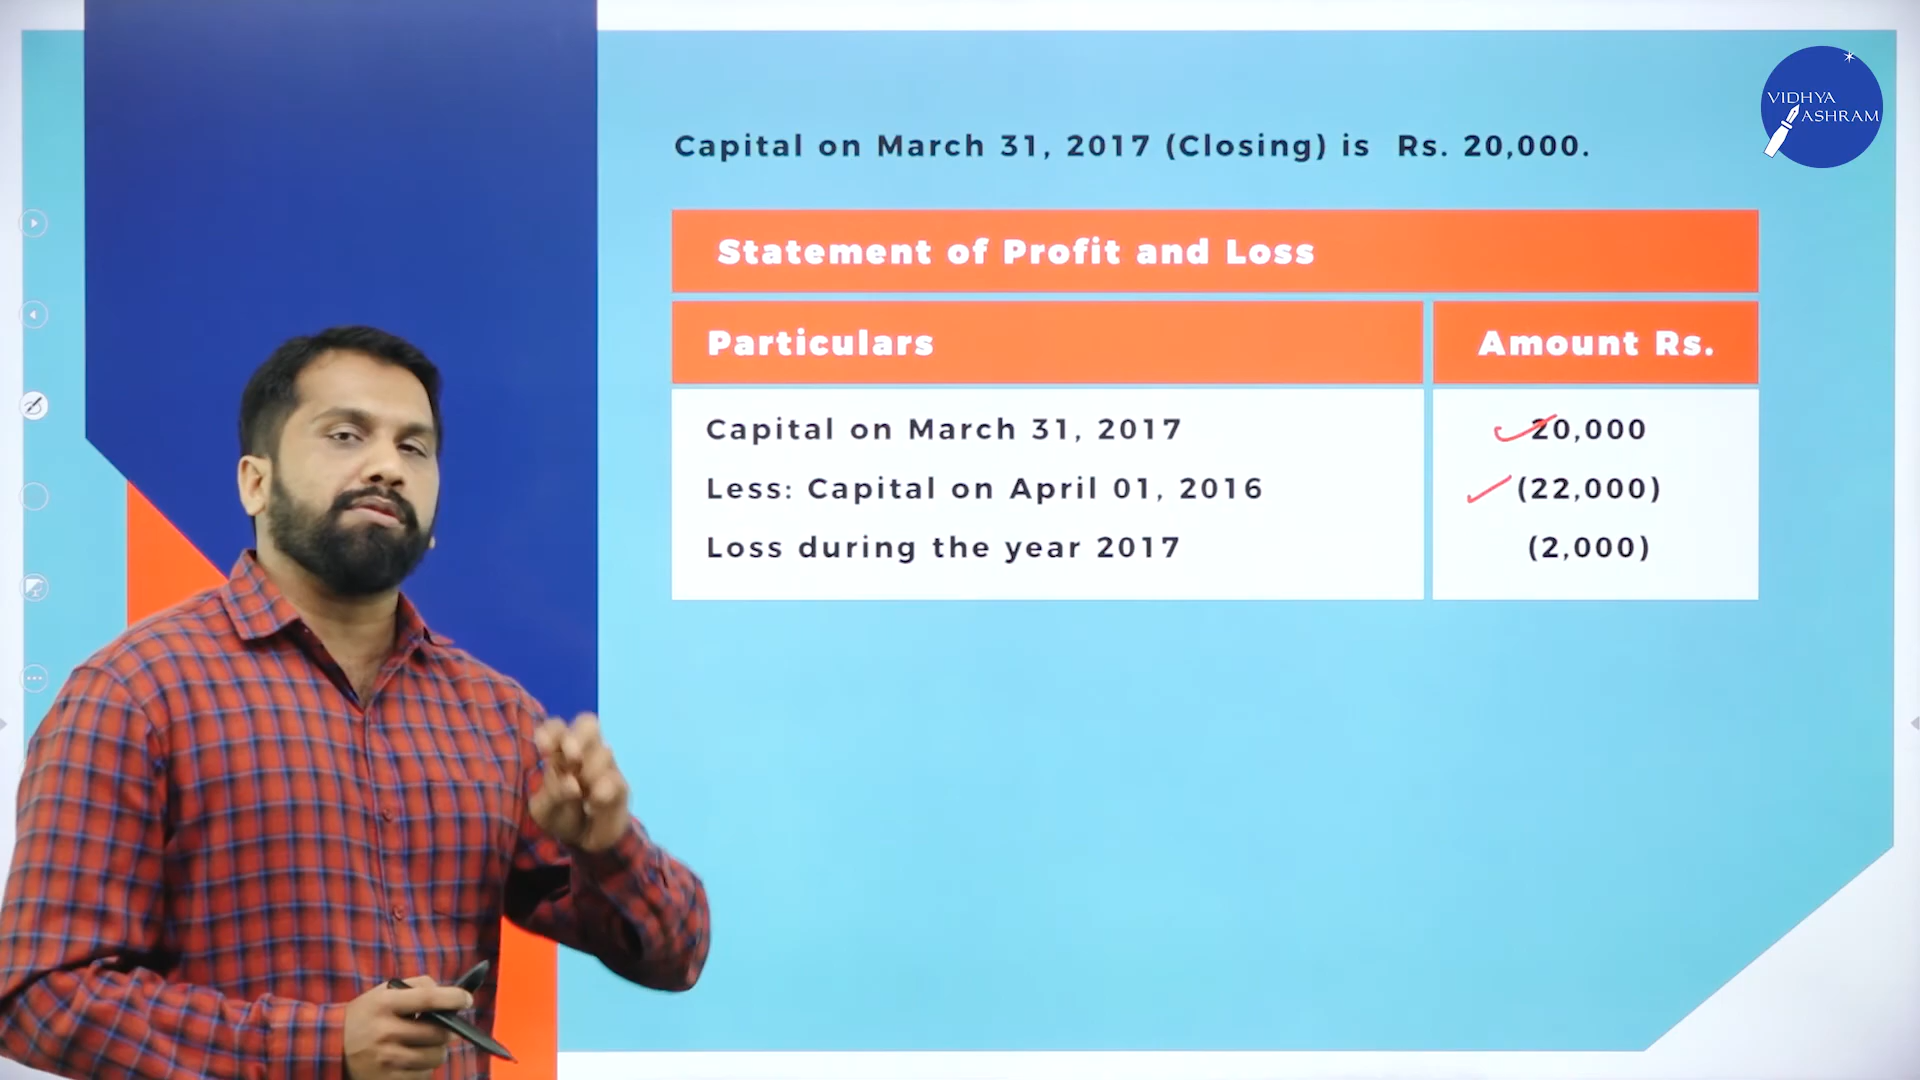 VIDHYA
ASHRAM
Capital on March 31, 2017 (Closing) is Rs. 20,000.
Statement of Profit and Loss
Particulars Amount Rs.
Capital on March 31, 2017 20,000
Less: Capital on April 01, 2016 (22,000)
Loss during the year 2017 (2,000)